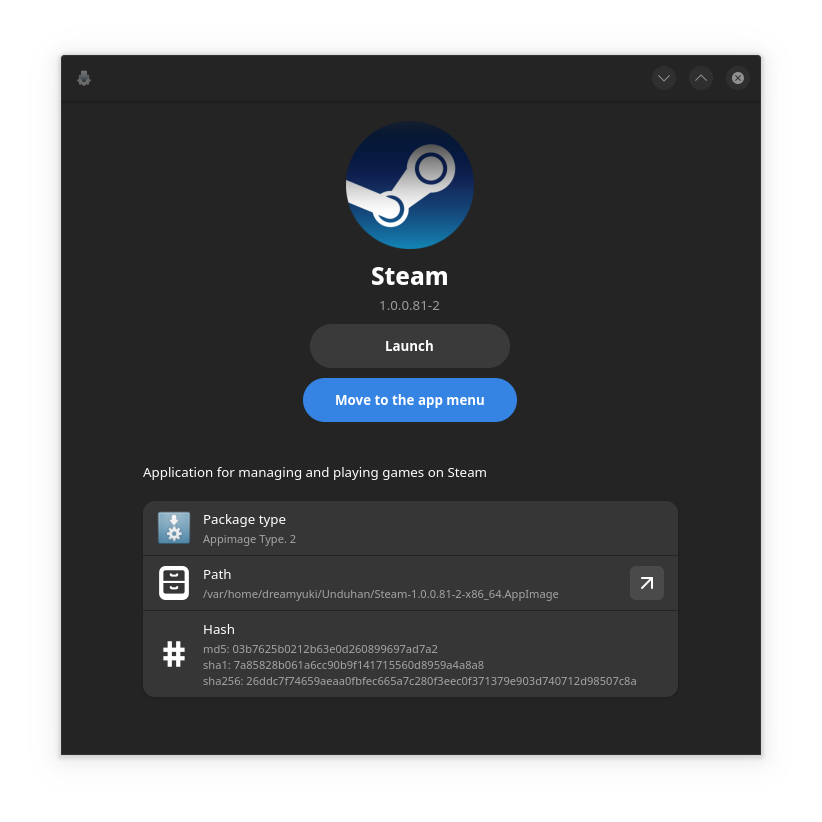 Steam
1.0.0.81-2
Launch
Move to the app menu
Application for managing and playing games on Steam
Package type
Appimage Type. 2
Path
/var/home/dreamyuki/Unduhan/Steam-1.0.0.81-2-x86_64.AppImage
Hash
md5: 03b7625b0212b63e0d260899697ad7a2
sha1: 7a85828b061a6cc90b9f141715560d8959a4a8a8
sha256: 26ddc7f74659aeaa0fbfec665a7c280f3eec0f371379e903d740712d98507c8a